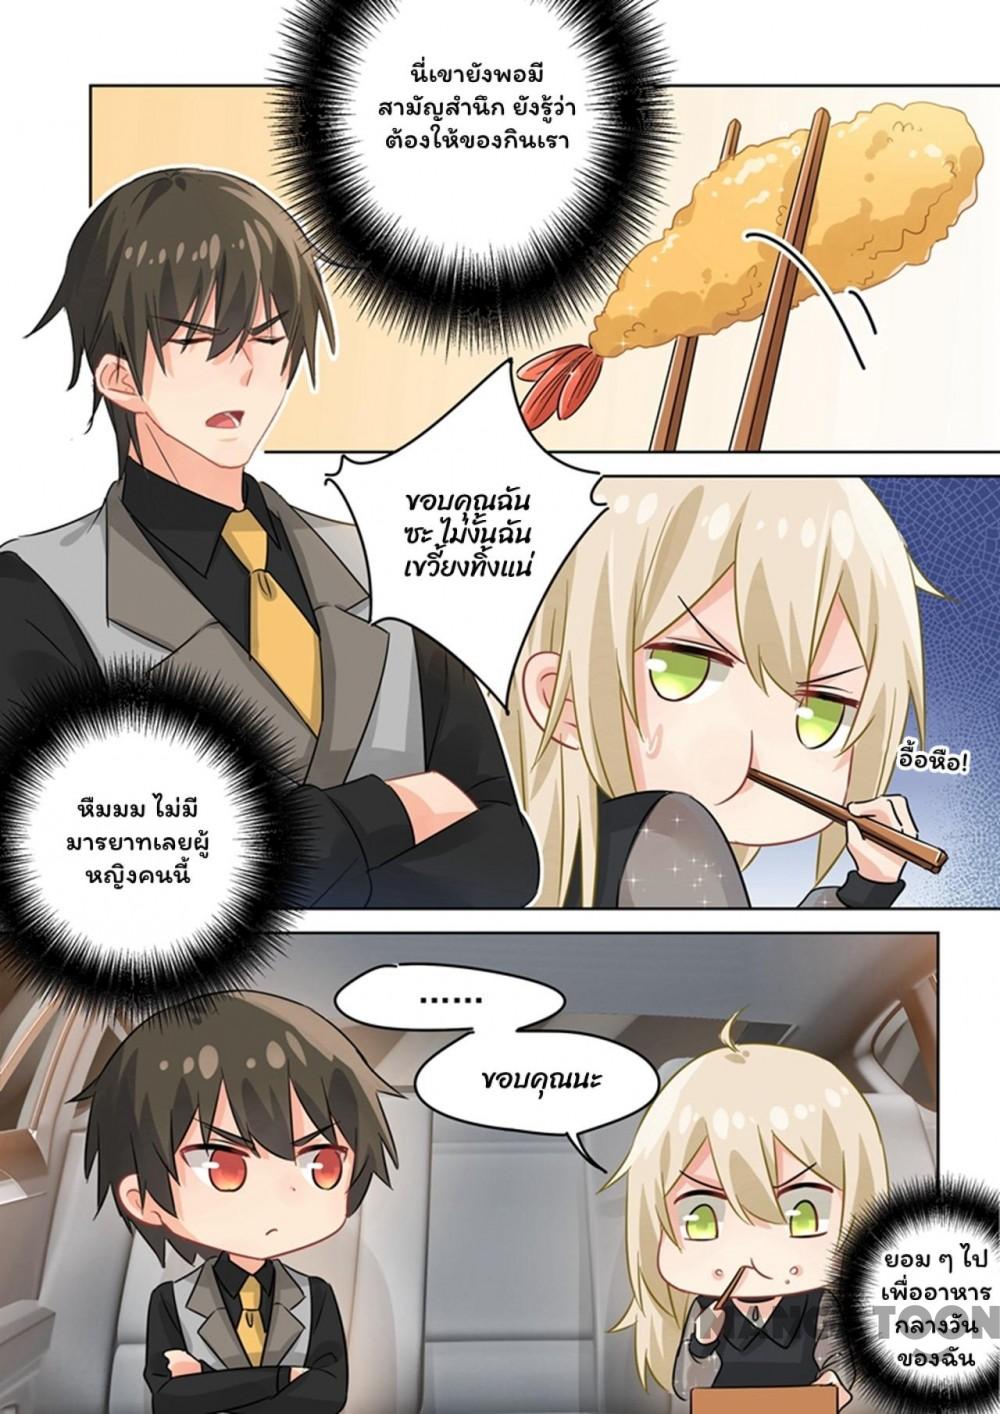 นี่เขายังพอมี
สามัญสำนึก ยังรู้ว่า
ต้องให้ของกินเรา
ขอบคุณฉัน
ซะ ไม่งั้นฉัน
เขวี้ยงทิ้งแน่
อื้อหือ!
หืมมม ไม่มี
มารยาทเลยผู้
หญิงคนนี้
......
ขอบคุณนะ
ยอม ๆ ไป
เพื่ออาหาร
กลางวัน
ของฉัน
MANGATOON